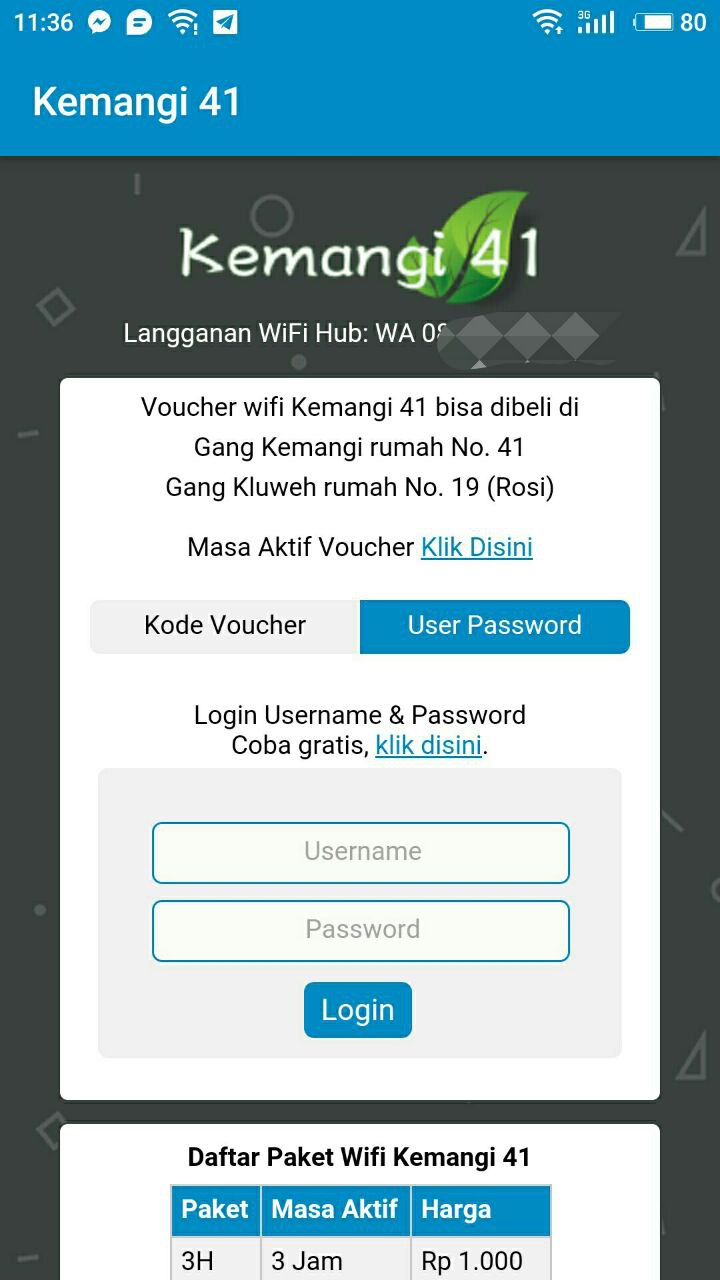 11:36
3G
80
Kemangi 41
Kemangi 41
Langganan WiFi Hub: WA 08
Voucher wifi Kemangi 41 bisa dibeli di
Gang Kemangi rumah No. 41
Gang Kluweh rumah No. 19 (Rosi)
Masa Aktif Voucher Klik Disini
Kode Voucher User Password
Login Username & Password
Coba gratis, klik disini.
Username
Password
Login
Daftar Paket Wifi Kemangi 41
Paket Masa Aktif Harga
3H 3 Jam Rp 1.000